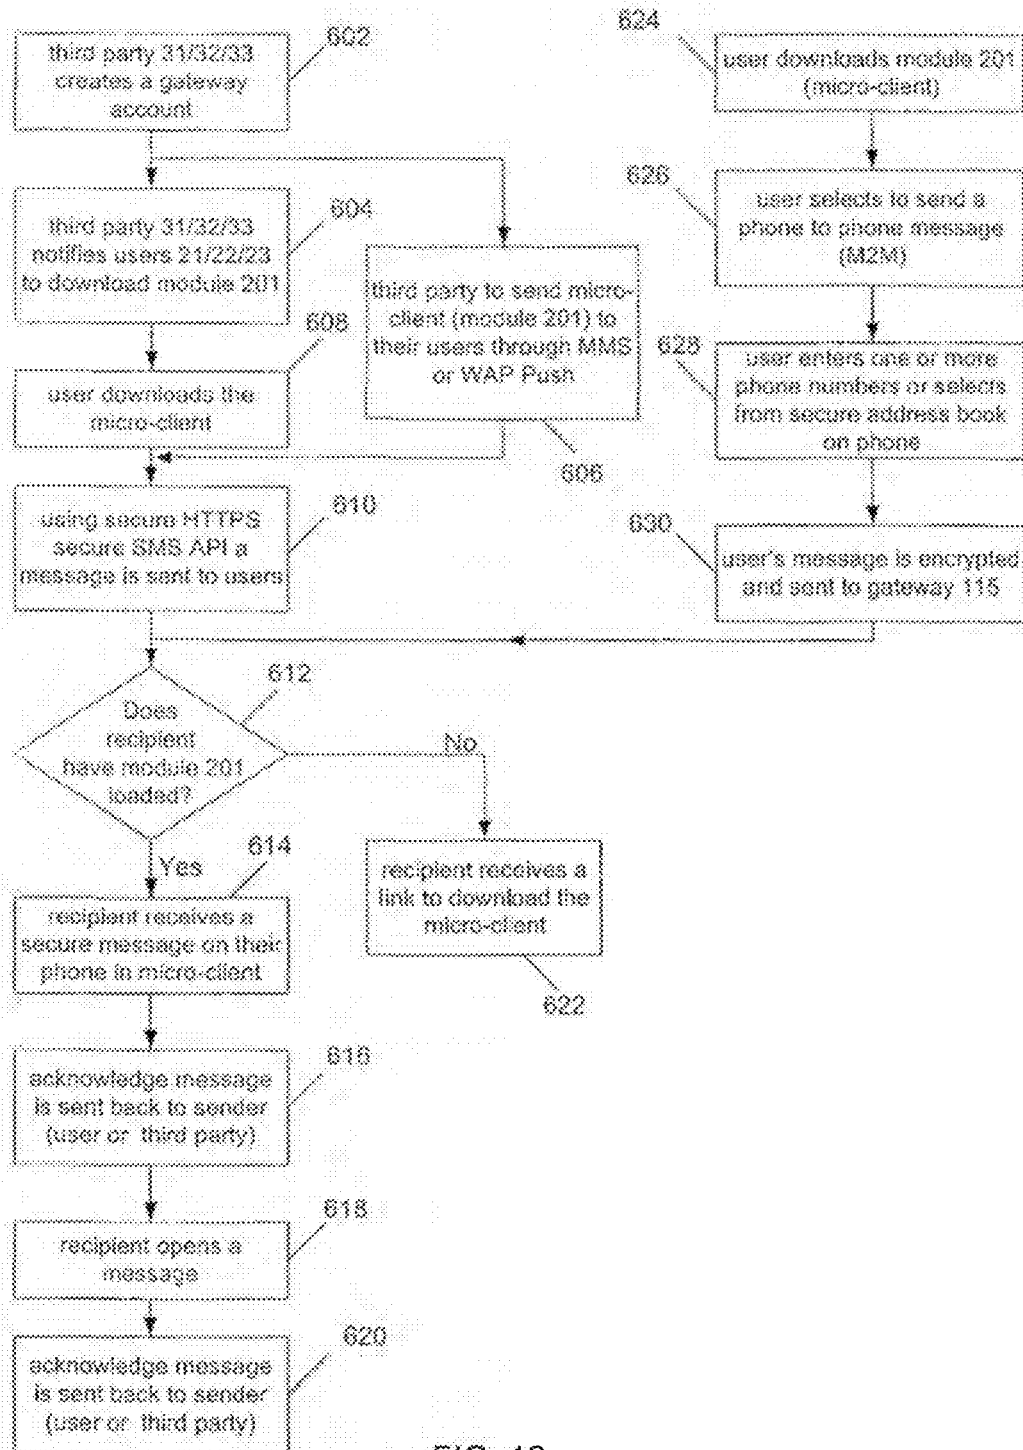 third party 31/32/33
creates a gateway
account
602
third party 31/32/33
notifies users 21/22/23
to download module 201
604
third party to send micro-
client (module 201) to
their users through MMS
or WAP Push
606
user downloads the
micro-client
608
using secure HTTPS
secure SMS API a
message is sent to users
610
624
user downloads module 201
(micro-client)
626
user selects to send a
phone to phone message
(M2M)
628
user enters one or more
phone numbers or selects
from secure address book
on phone
630
user's message is encrypted
and sent to gateway 115
612
Does
recipient
have module 201
loaded?
No
Yes
614
recipient receives a
secure message on their
phone in micro-client
recipient receives a
link to download the
micro-client
622
616
acknowledge message
is sent back to sender
(user or third party)
618
recipient opens a
message
620
acknowledge message
is sent back to sender
(user or third party)